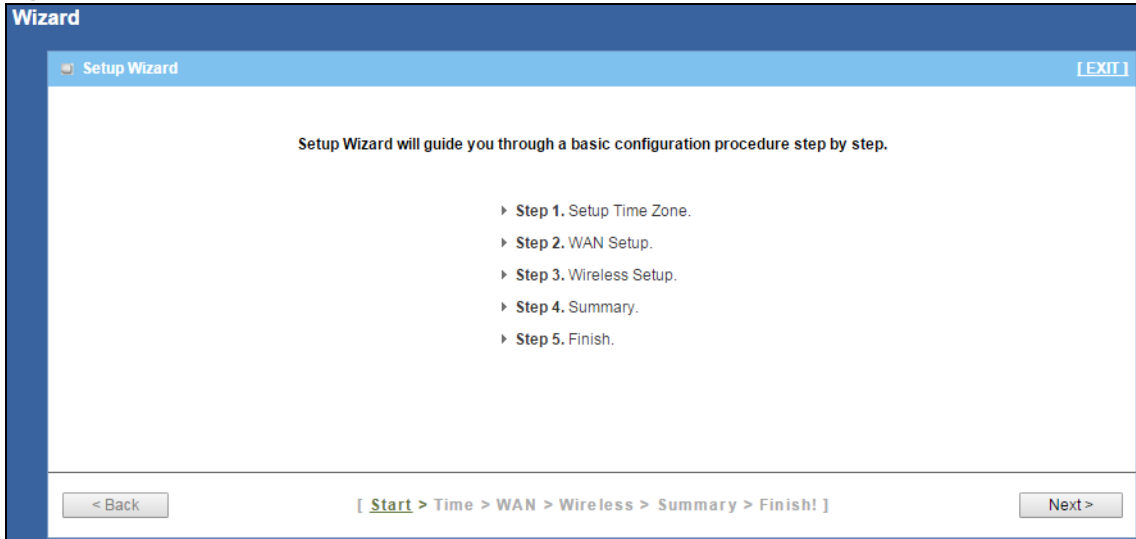 Wizard
Setup Wizard [ EXIT ]
Setup Wizard will guide you through a basic configuration procedure step by step.
Step 1. Setup Time Zone.
Step 2. WAN Setup.
Step 3. Wireless Setup.
Step 4. Summary.
Step 5. Finish.
< Back [ Start > Time > WAN > Wireless > Summary > Finish! ] Next >